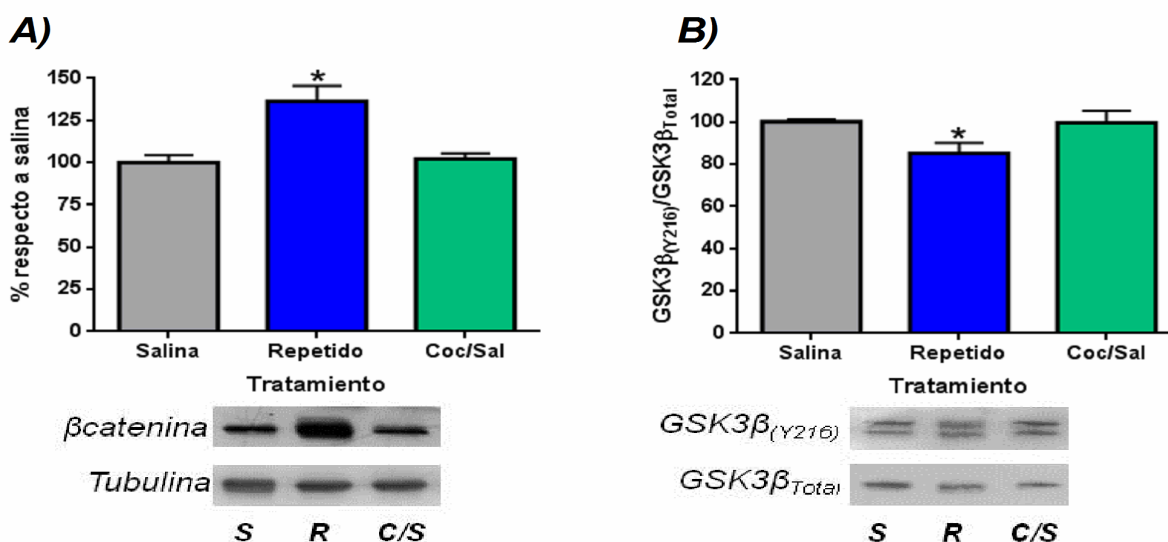 A)
% respecto a salina
150
125
100
75
50
25
0
*
Salina Repetido Coc/Sal
Tratamiento
βcatenina
Tubulina
S R C/S
B)
GSK3β(Y216)/GSK3βTotal
120
100
80
60
40
20
0
*
Salina Repetido Coc/Sal
Tratamiento
GSK3β(Y216)
GSK3βTotal
S R C/S